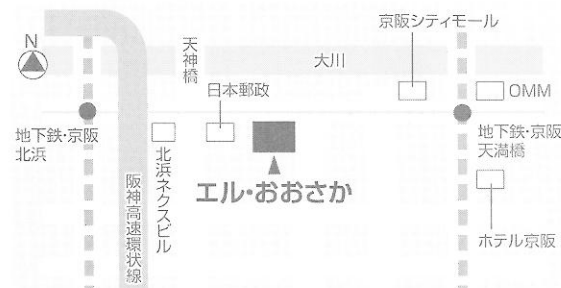 京阪シティモール
N
天神橋
大川
日本郵政
OMM
地下鉄・京阪
北浜
地下鉄・京阪
天満橋
北浜ネクスビル
阪神高速環状線
エル・おおさか
ホテル京阪